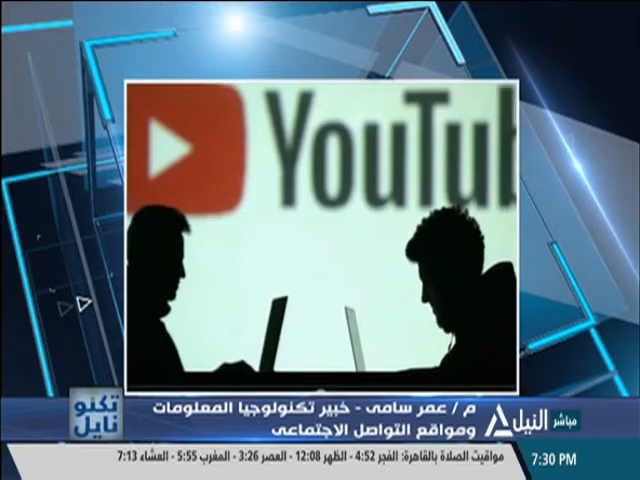 YouTub
تكنو
نايل
م / عمر سامى - خبير تكنولوجيا المعلومات
ومواقع التواصل الاجتماعى
النيل
مباشر
مواقيت الصلاة بالقاهرة: الفجر 4:52 - الظهر 12:08 - العصر 3:26 - المغرب 5:55 - العشاء 7:13
7:30 PM